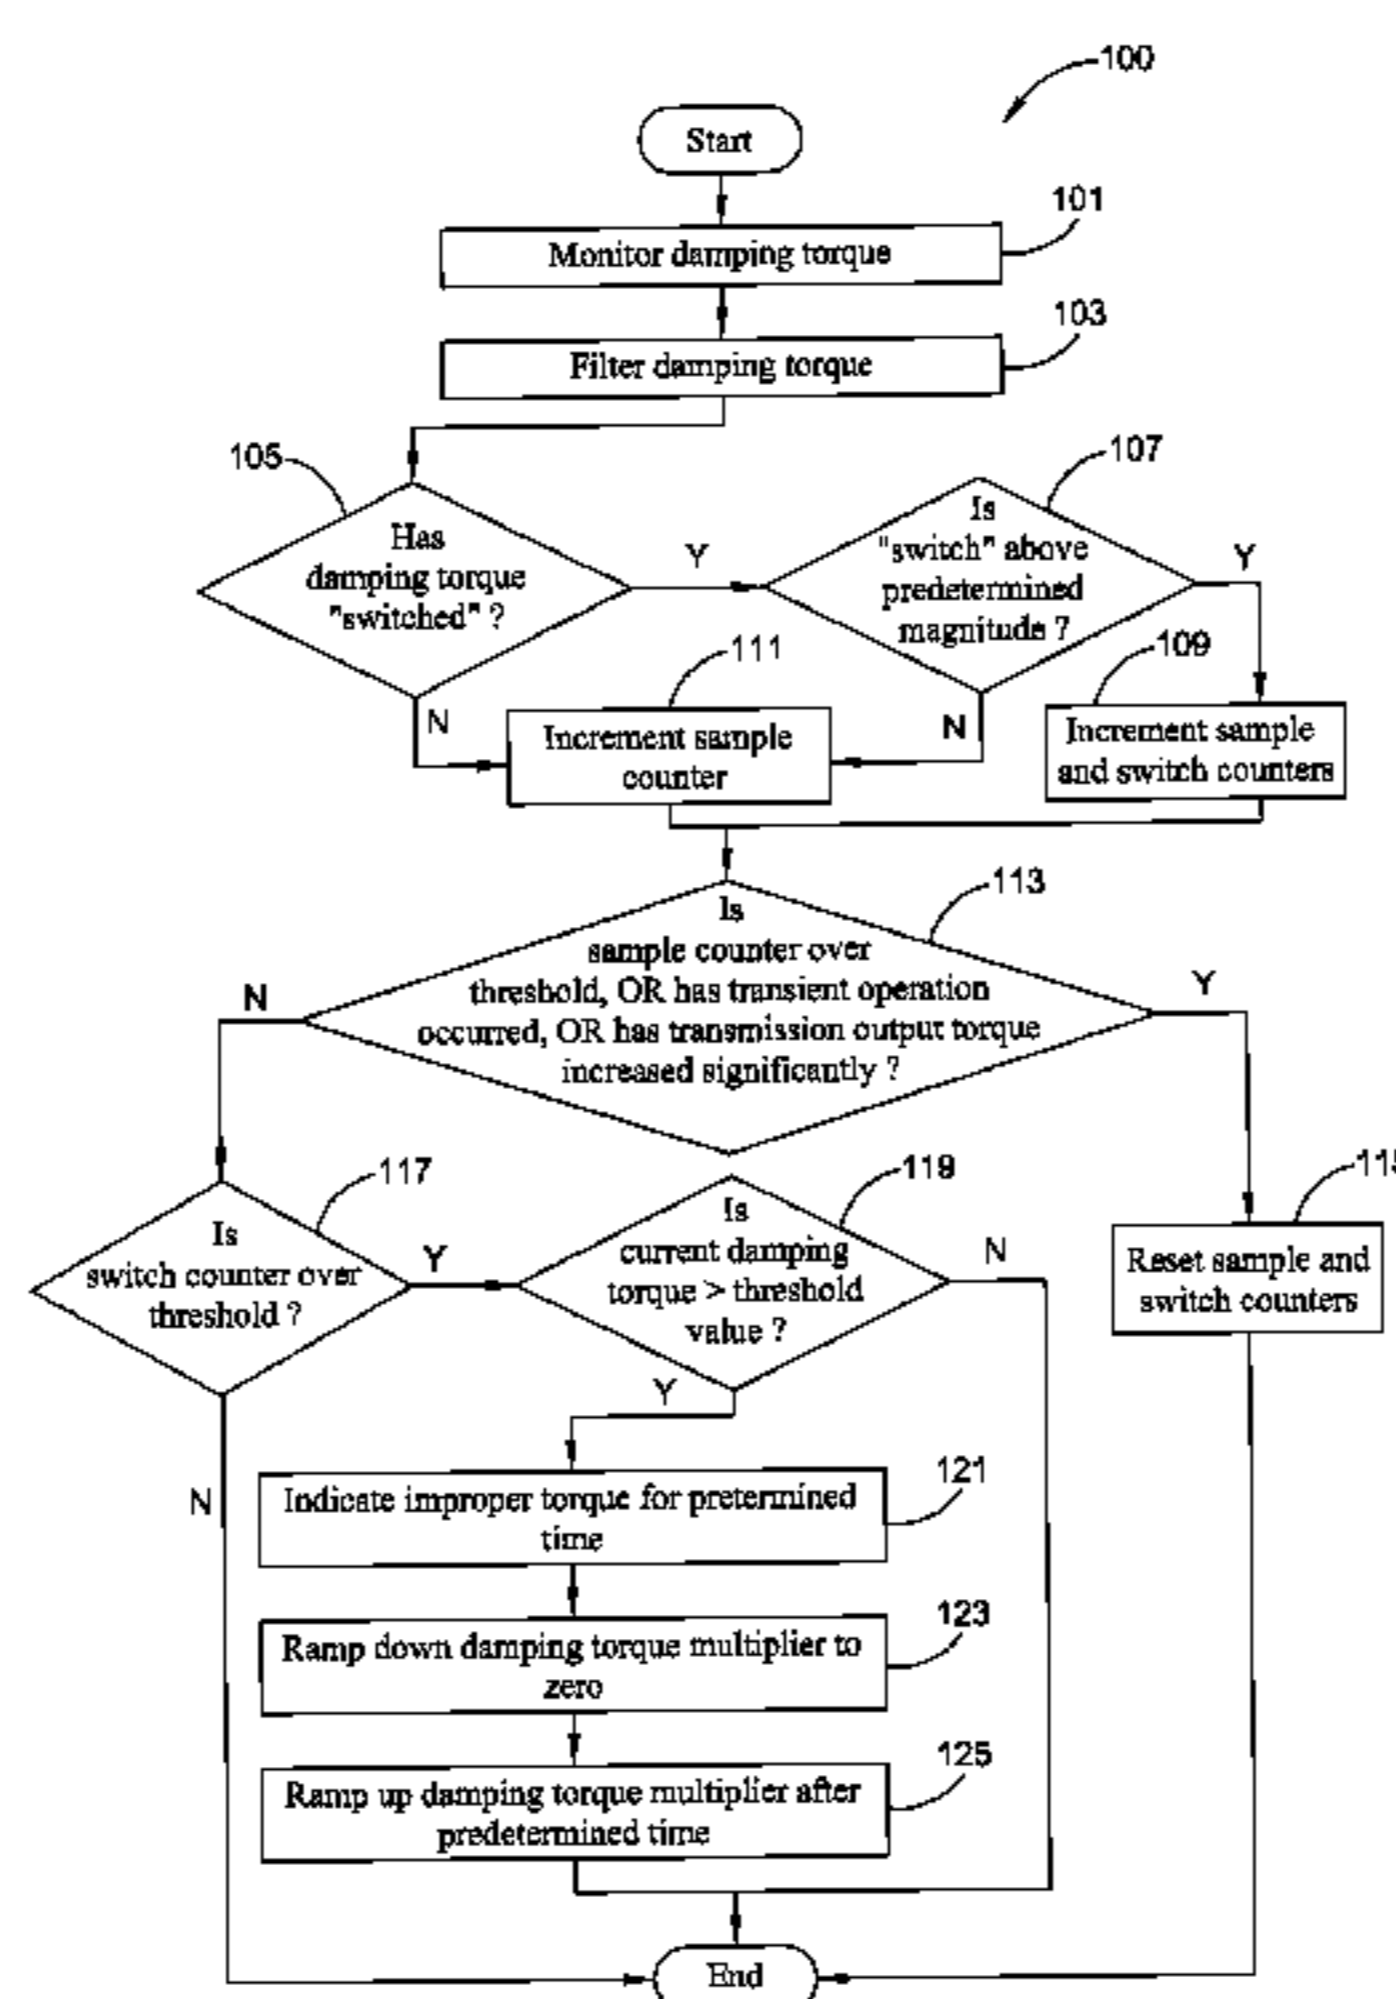 100
Start
101
Monitor damping torque
103
Filter damping torque
105
107
Has
damping torque
"switched" ?
Y
Is
"switch" above
predetermined
magnitude ?
Y
N
111
N
109
Increment sample
counter
Increment sample
and switch counters
113
Is
sample counter over
threshold, OR has transient operation
occurred, OR has transmission output torque
increased significantly ?
N
Y
117
119
115
Is
switch counter over
threshold ?
Y
Is
current damping
torque > threshold
value ?
N
Reset sample and
switch counters
Y
N
121
Indicate improper torque for pretermined
time
123
Ramp down damping torque multiplier to
zero
125
Ramp up damping torque multiplier after
predetermined time
End